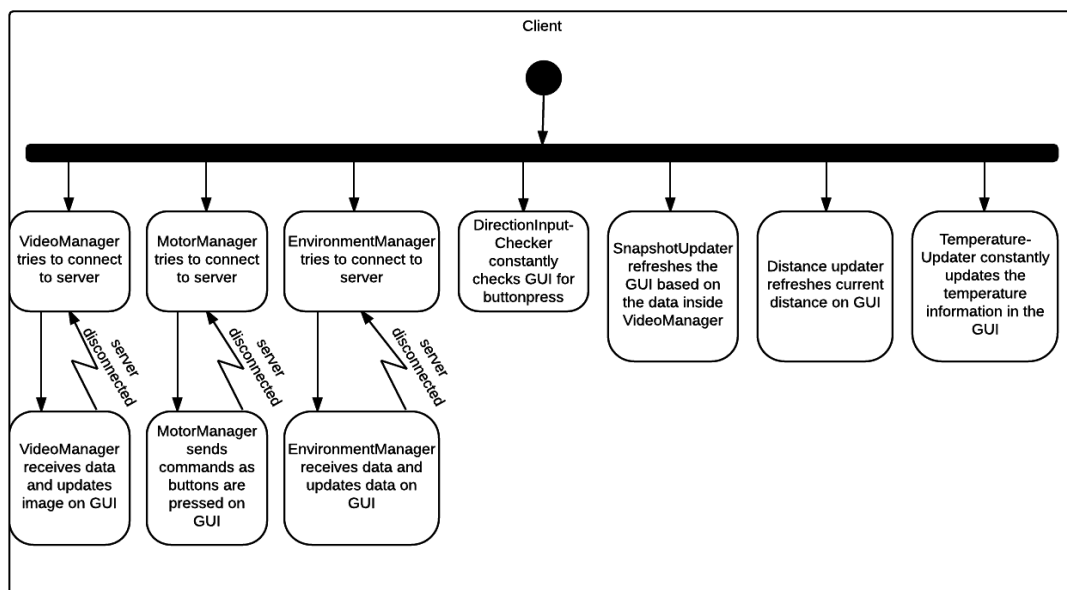 Client
VideoManager
tries to connect
to server
MotorManager
tries to connect
to server
EnvironmentManager
tries to connect to
server
DirectionInput-
Checker
constantly
checks GUI for
buttonpress
SnapshotUpdater
refreshes the
GUI based on
the data inside
VideoManager
Distance updater
refreshes current
distance on GUI
Temperature-
Updater constantly
updates the
temperature
information in the
GUI
server
disconnected
server
disconnected
server
disconnected
VideoManager
receives data
and updates
image on GUI
MotorManager
sends
commands as
buttons are
pressed on
GUI
EnvironmentManager
receives data and
updates data on
GUI